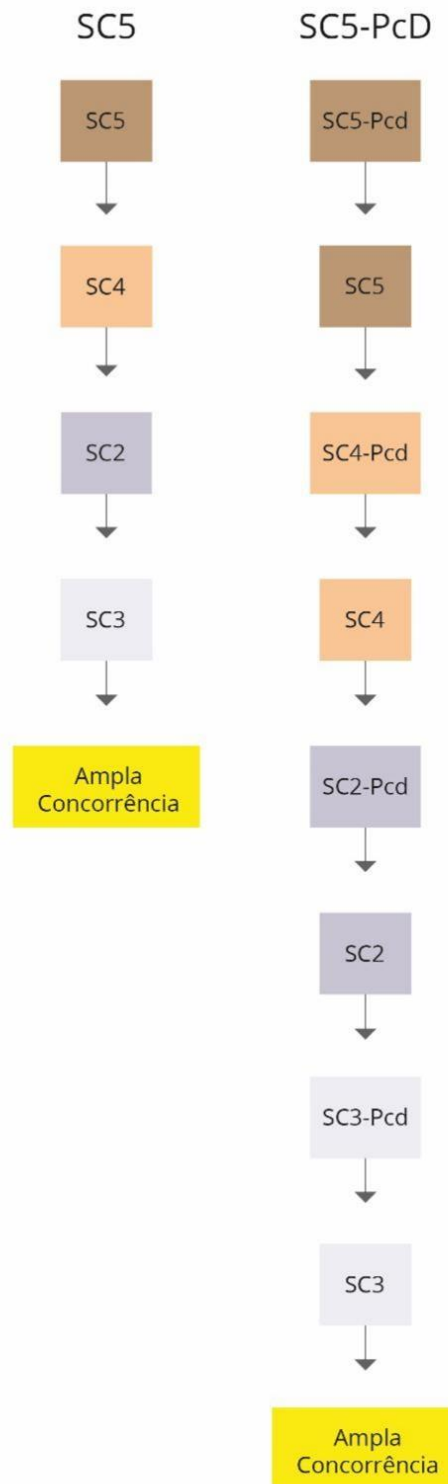 SC5
SC5
SC4
SC2
SC3
Ampla
Concorrência
SC5-PcD
SC5-Pcd
SC5
SC4-Pcd
SC4
SC2-Pcd
SC2
SC3-Pcd
SC3
Ampla
Concorrência